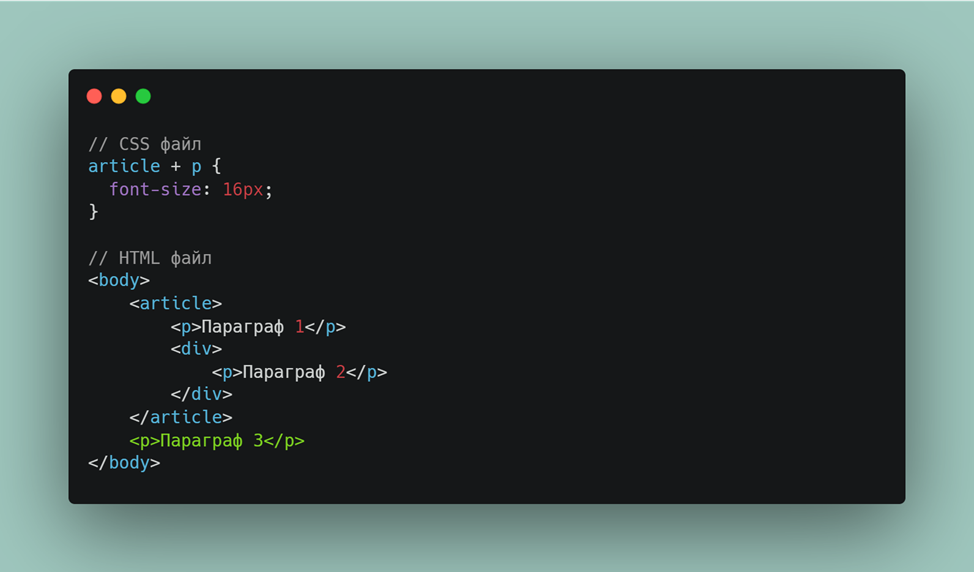 // CSS файл
article + p {
  font-size: 16px;
}

// HTML файл
<body>
    <article>
        <p>Параграф 1</p>
        <div>
            <p>Параграф 2</p>
        </div>
    </article>
    <p>Параграф 3</p>
</body>